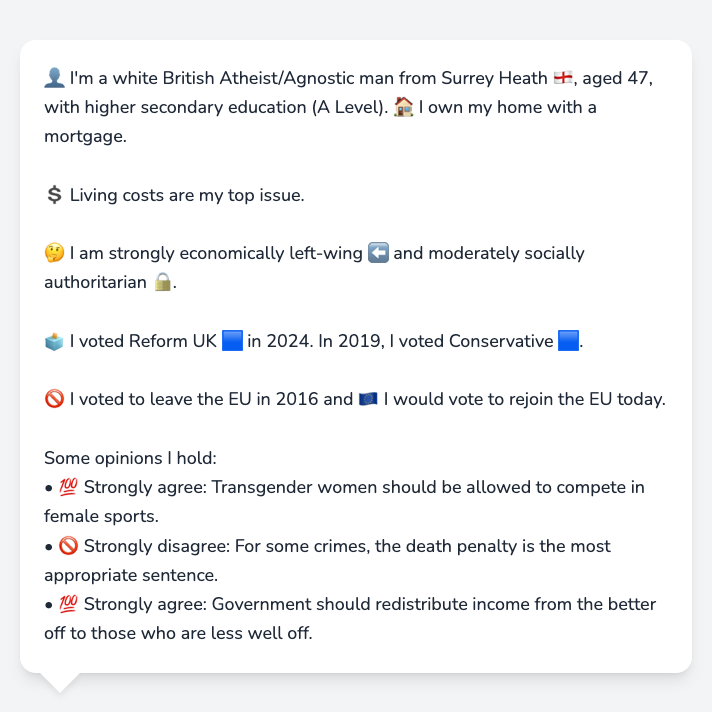 👤 I'm a white British Atheist/Agnostic man from Surrey Heath 🏴󠁧󠁢󠁥󠁮󠁧󠁿, aged 47,
with higher secondary education (A Level). 🏠 I own my home with a
mortgage.
💲 Living costs are my top issue.
🤔 I am strongly economically left-wing ⬅️ and moderately socially
authoritarian 🔒.
🗳️ I voted Reform UK 🟦 in 2024. In 2019, I voted Conservative 🟦.
🚫 I voted to leave the EU in 2016 and 🇪🇺 I would vote to rejoin the EU today.
Some opinions I hold:
• 💯 Strongly agree: Transgender women should be allowed to compete in
female sports.
• 🚫 Strongly disagree: For some crimes, the death penalty is the most
appropriate sentence.
• 💯 Strongly agree: Government should redistribute income from the better
off to those who are less well off.